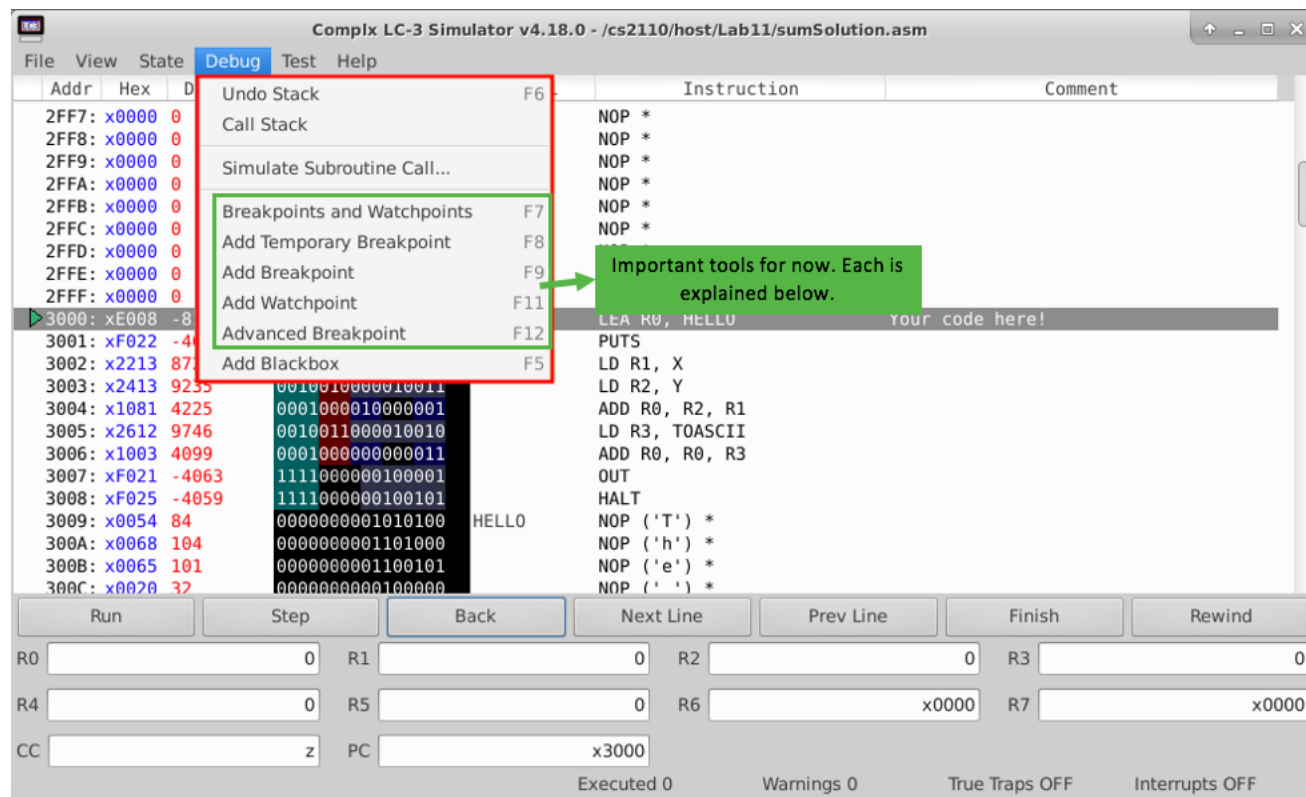 LC3 Complx LC-3 Simulator v4.18.0 - /cs2110/host/Lab11/sumSolution.asm
File View State Debug Test Help
Addr Hex D Instruction Comment
Undo Stack F6
Call Stack
Simulate Subroutine Call...
Breakpoints and Watchpoints F7
Add Temporary Breakpoint F8
Add Breakpoint F9
Add Watchpoint F11
Advanced Breakpoint F12
Add Blackbox F5
Important tools for now. Each is
explained below.
2FF7: x0000 0 NOP *
2FF8: x0000 0 NOP *
2FF9: x0000 0 NOP *
2FFA: x0000 0 NOP *
2FFB: x0000 0 NOP *
2FFC: x0000 0 NOP *
2FFD: x0000 0
2FFE: x0000 0
2FFF: x0000 0
3000: xE008 -8 LEA R0, HELLO Your code here!
3001: xF022 -40 PUTS
3002: x2213 87 LD R1, X
3003: x2413 9235 0010010000010011 LD R2, Y
3004: x1081 4225 0001000010000001 ADD R0, R2, R1
3005: x2612 9746 0010011000010010 LD R3, TOASCII
3006: x1003 4099 0001000000000011 ADD R0, R0, R3
3007: xF021 -4063 1111000000100001 OUT
3008: xF025 -4059 1111000000100101 HALT
3009: x0054 84 0000000001010100 HELLO NOP ('T') *
300A: x0068 104 0000000001101000 NOP ('h') *
300B: x0065 101 0000000001100101 NOP ('e') *
300C: x0020 32 0000000000100000 NOP (' ') *
Run Step Back Next Line Prev Line Finish Rewind
R0 0 R1 0 R2 0 R3 0
R4 0 R5 0 R6 x0000 R7 x0000
CC z PC x3000
Executed 0 Warnings 0 True Traps OFF Interrupts OFF